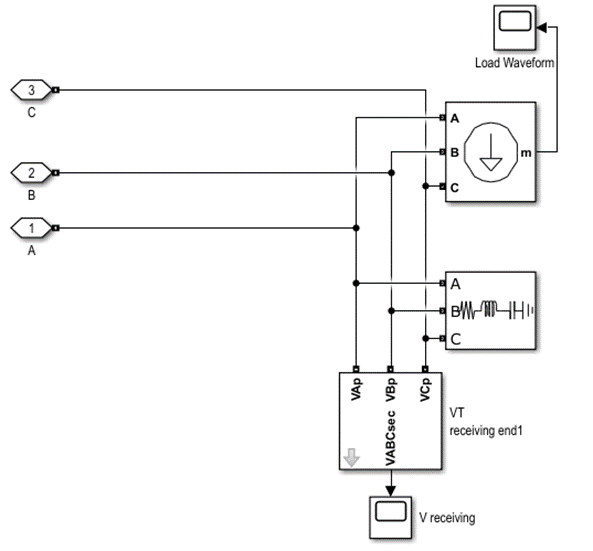 Load Waveform
3
C
A
B
m
C
2
B
1
A
A
B
C
VAp
VBp
VCp
VABCsec
VT
receiving end1
V receiving